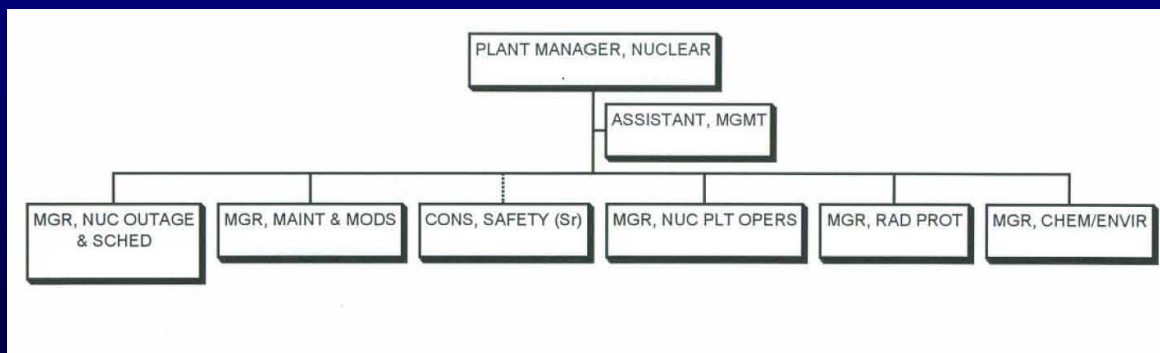 PLANT MANAGER, NUCLEAR
ASSISTANT, MGMT
MGR, NUC OUTAGE
& SCHED
MGR, MAINT & MODS
CONS, SAFETY (Sr)
MGR, NUC PLT OPERS
MGR, RAD PROT
MGR, CHEM/ENVIR